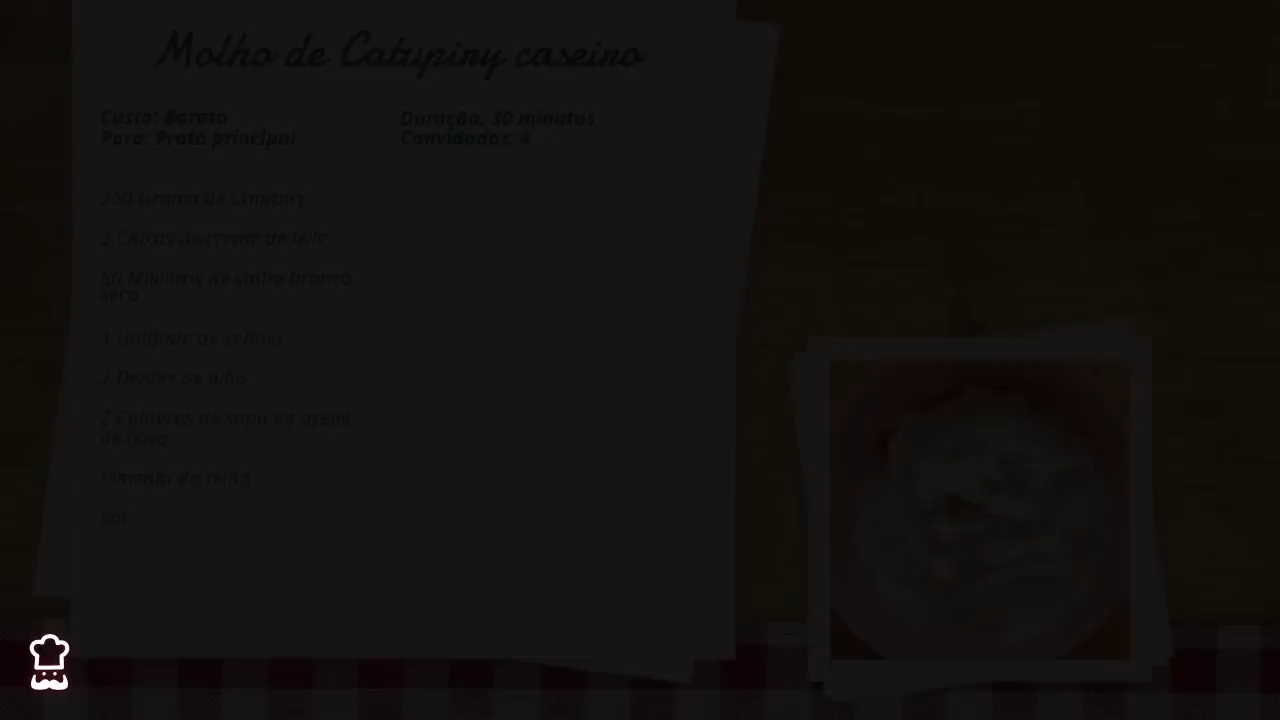 Molho de Catupiry caseiro
Custo: Barato
Duração: 30 minutos
Para: Prato principal
Convidados: 4
250 Gramas de Catupiry
2 Caixas de creme de leite
50 Mililitros de vinho branco
seco
1 Unidade de cebola
2 Dentes de alho
2 Colheres de sopa de azeite
de oliva
Pimenta do reino
Sal